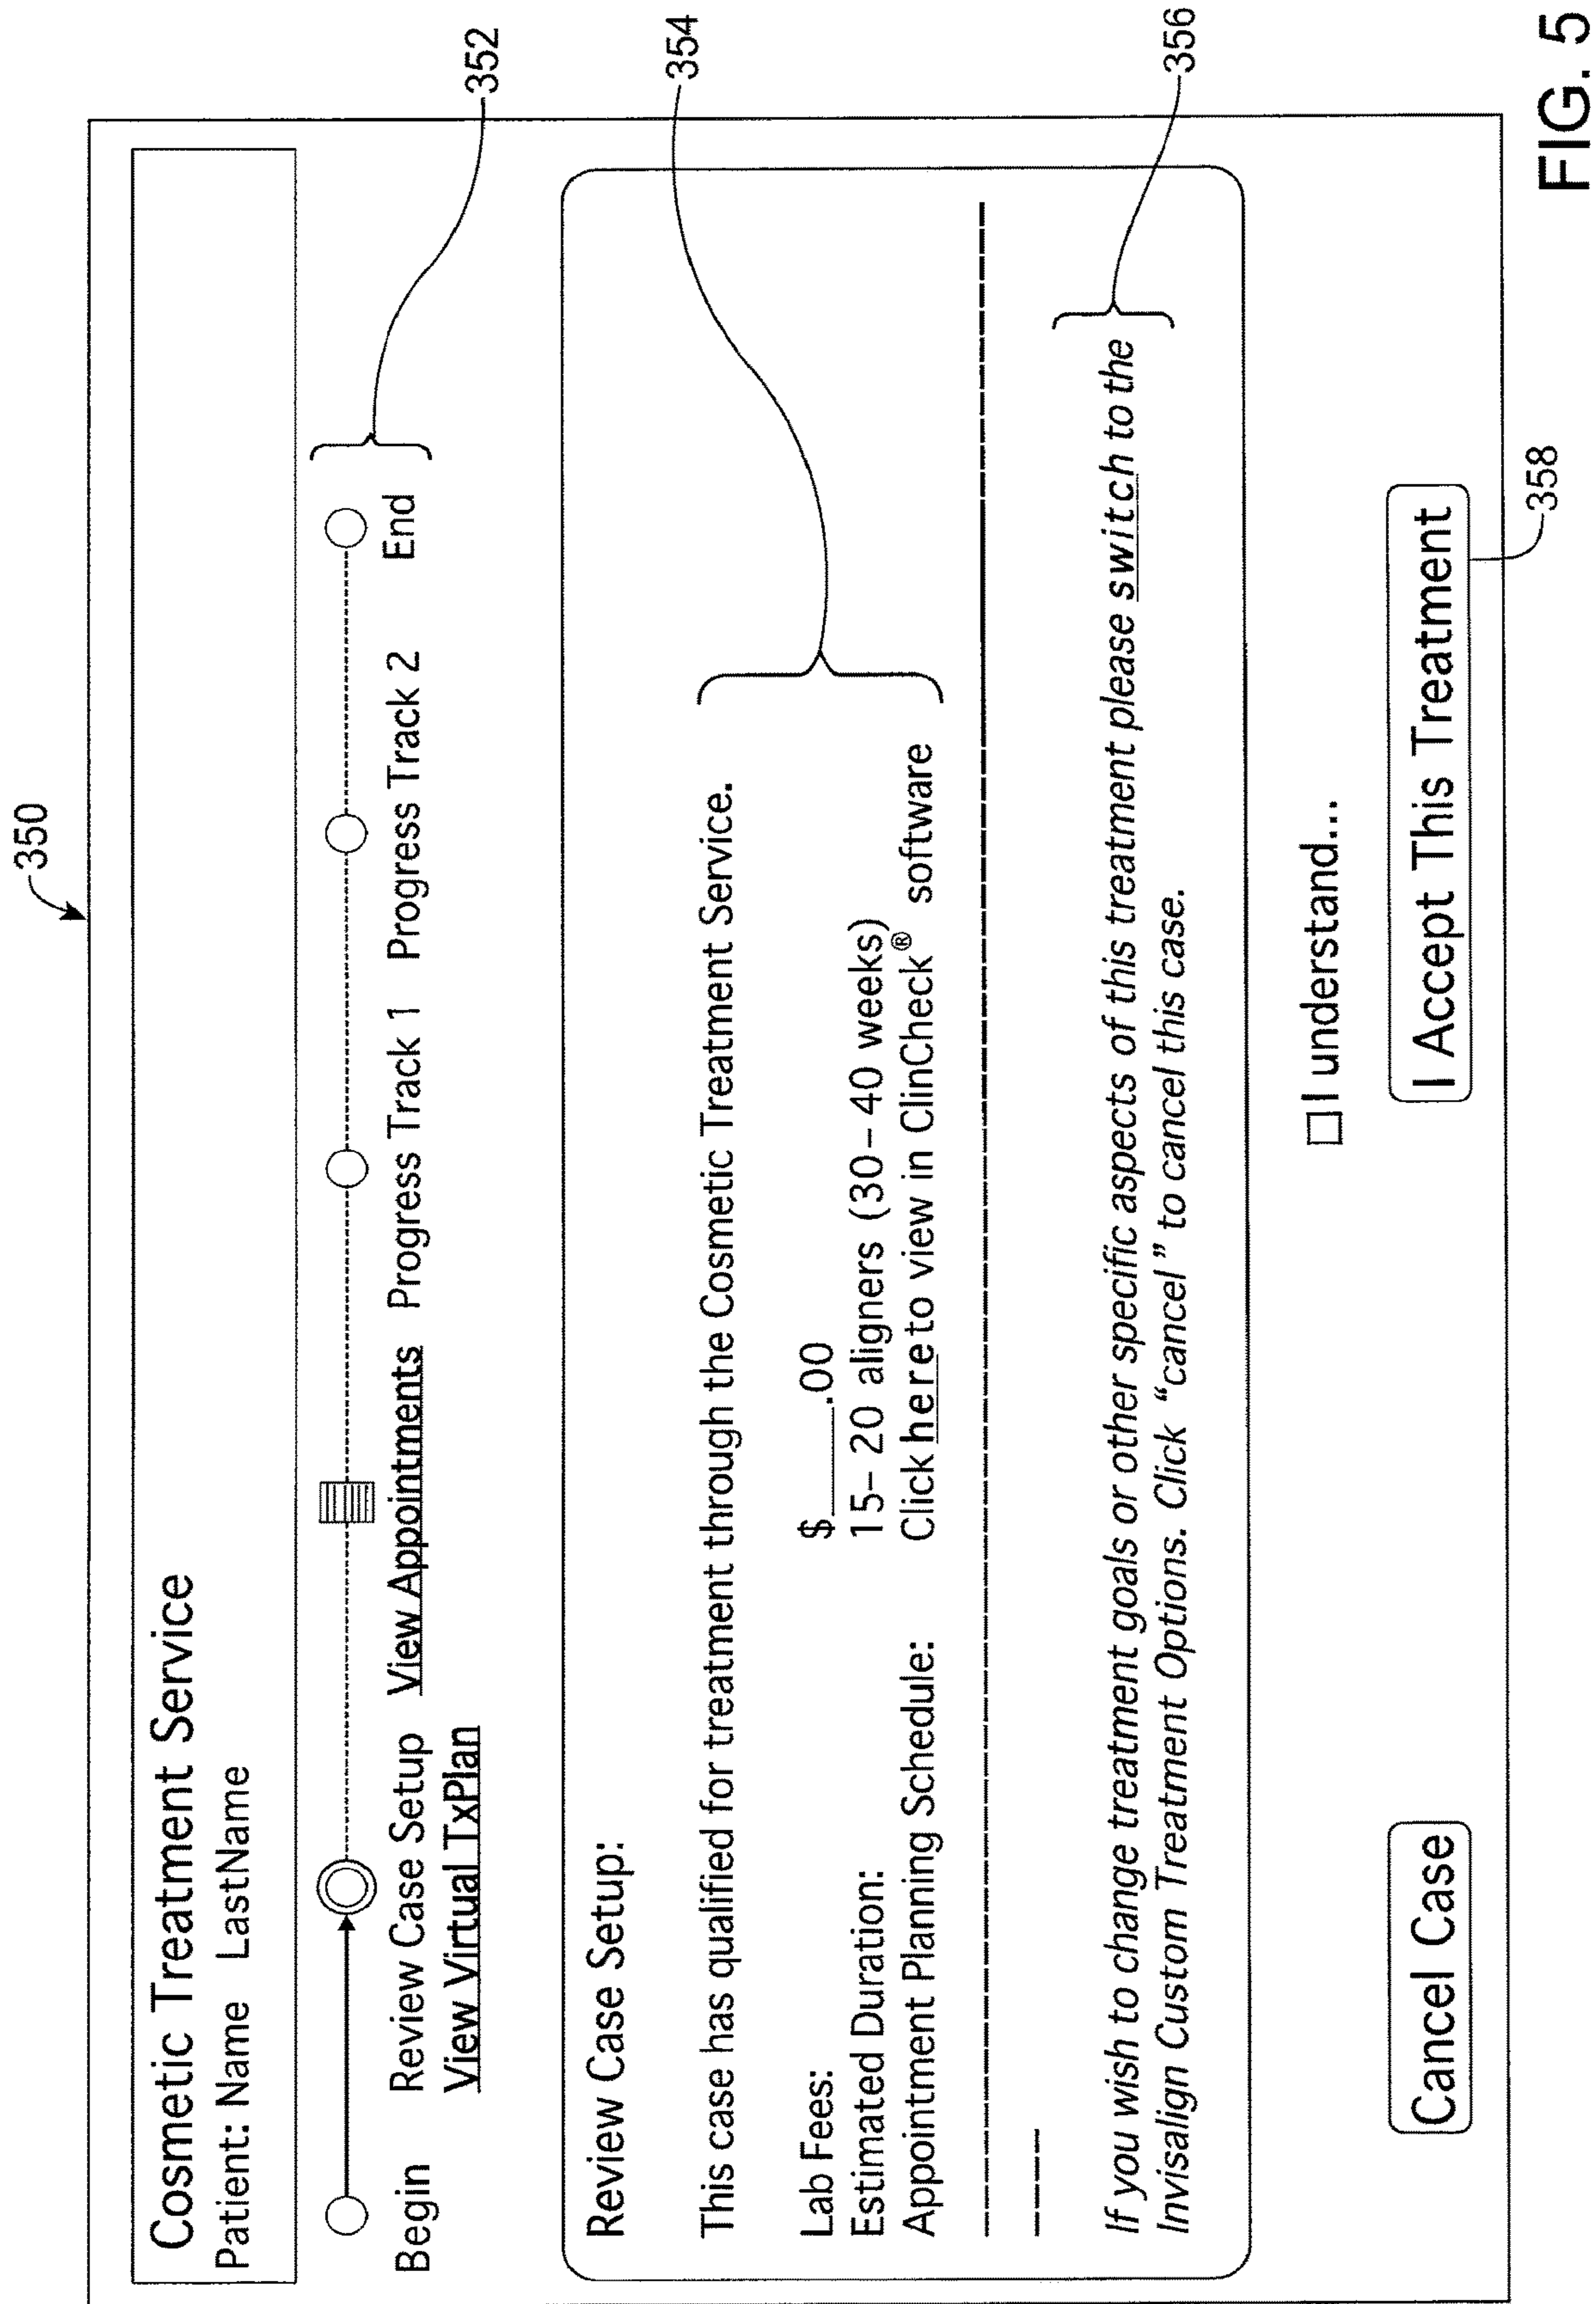 350
Cosmetic Treatment Service
Patient: Name LastName
352
Begin Review Case Setup View Appointments Progress Track 1 Progress Track 2 End
View Virtual TxPlan
354
Review Case Setup:
This case has qualified for treatment through the Cosmetic Treatment Service.
Lab Fees: $____.00
Estimated Duration: 15– 20 aligners (30– 40 weeks)
Appointment Planning Schedule: Click here to view in ClinCheck® software
If you wish to change treatment goals or other specific aspects of this treatment please switch to the
Invisalign Custom Treatment Options. Click “cancel” to cancel this case.
356
I understand...
Cancel Case I Accept This Treatment
358
FIG. 5